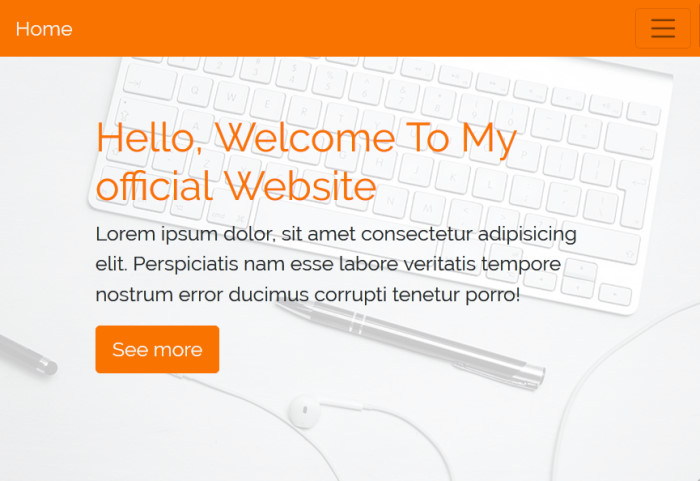 Home
Hello, Welcome To My
official Website
Lorem ipsum dolor, sit amet consectetur adipisicing
elit. Perspiciatis nam esse labore veritatis tempore
nostrum error ducimus corrupti tenetur porro!
See more